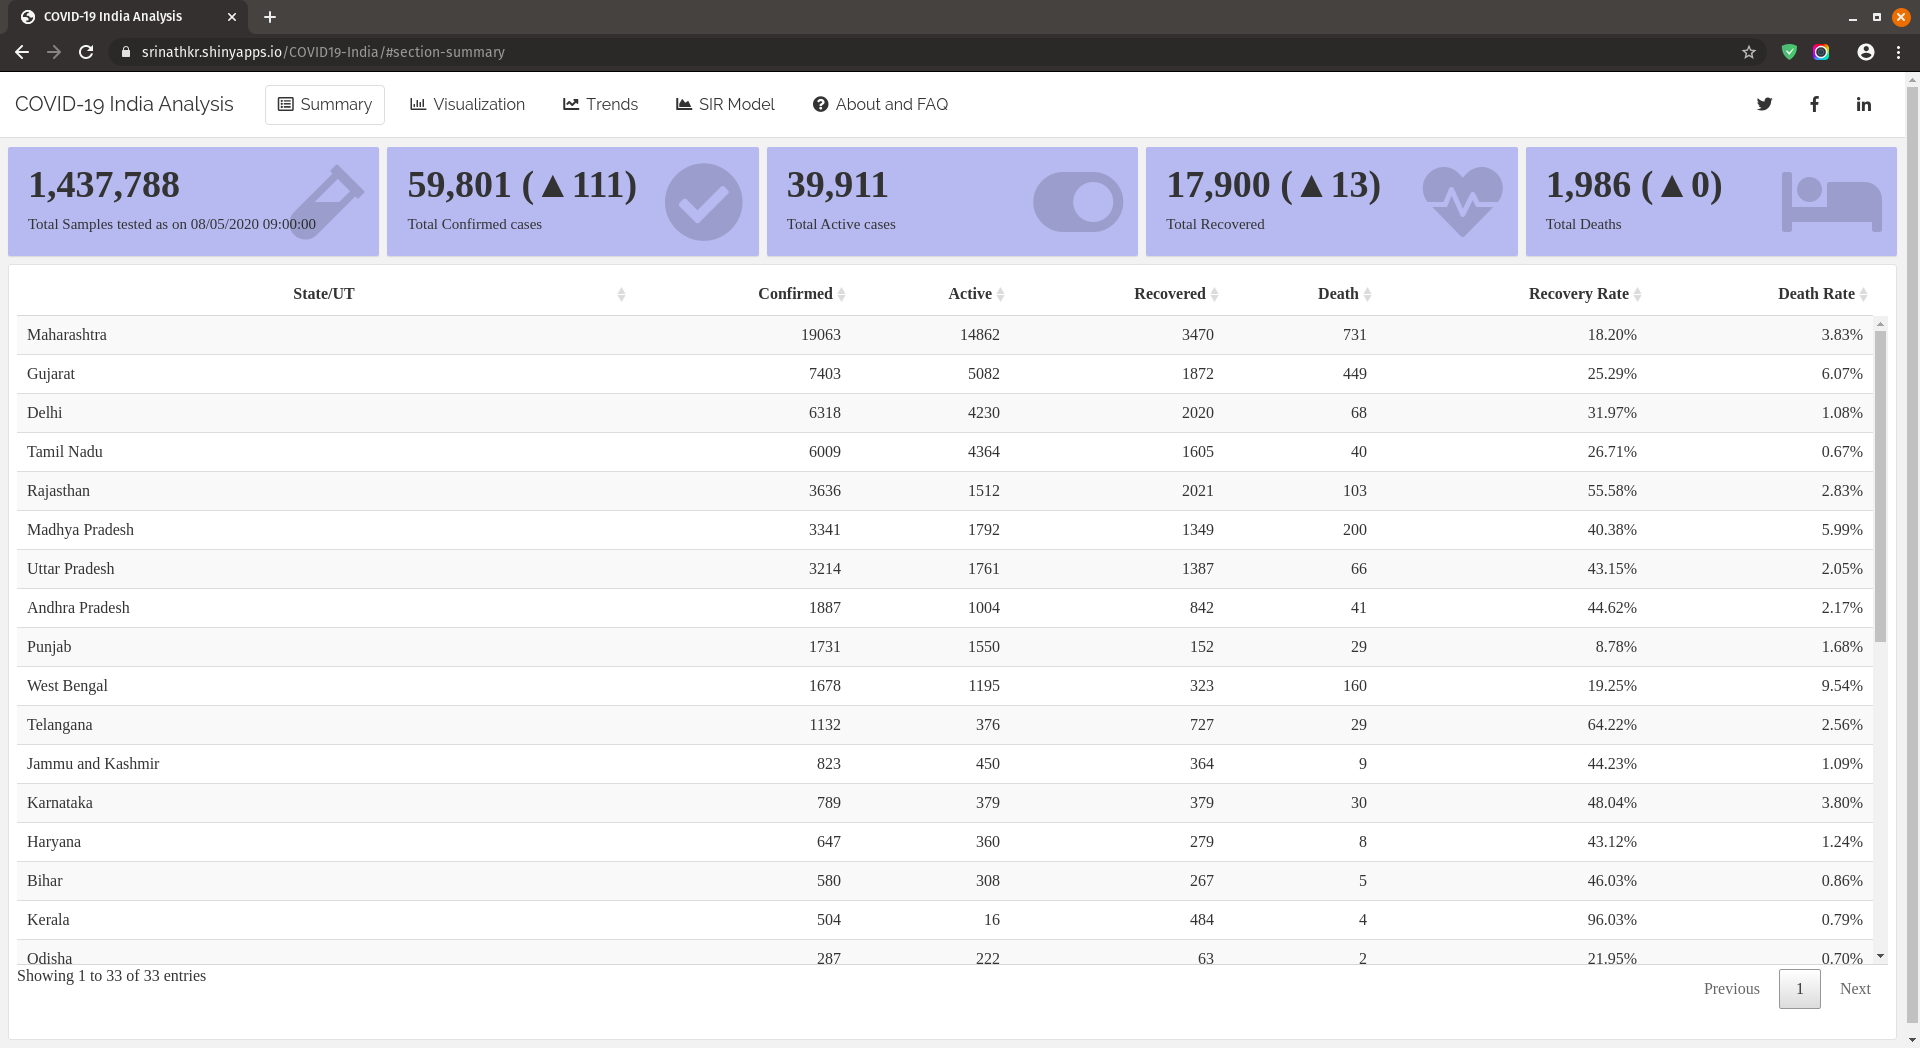 COVID-19 India Analysis
srinathkr.shinyapps.io/COVID19-India/#section-summary
COVID-19 India Analysis Summary Visualization Trends SIR Model About and FAQ
1,437,788 59,801 (▲111) 39,911 17,900 (▲13) 1,986 (▲0)
Total Samples tested as on 08/05/2020 09:00:00 Total Confirmed cases Total Active cases Total Recovered Total Deaths
State/UT Confirmed Active Recovered Death Recovery Rate Death Rate
Maharashtra 19063 14862 3470 731 18.20% 3.83%
Gujarat 7403 5082 1872 449 25.29% 6.07%
Delhi 6318 4230 2020 68 31.97% 1.08%
Tamil Nadu 6009 4364 1605 40 26.71% 0.67%
Rajasthan 3636 1512 2021 103 55.58% 2.83%
Madhya Pradesh 3341 1792 1349 200 40.38% 5.99%
Uttar Pradesh 3214 1761 1387 66 43.15% 2.05%
Andhra Pradesh 1887 1004 842 41 44.62% 2.17%
Punjab 1731 1550 152 29 8.78% 1.68%
West Bengal 1678 1195 323 160 19.25% 9.54%
Telangana 1132 376 727 29 64.22% 2.56%
Jammu and Kashmir 823 450 364 9 44.23% 1.09%
Karnataka 789 379 379 30 48.04% 3.80%
Haryana 647 360 279 8 43.12% 1.24%
Bihar 580 308 267 5 46.03% 0.86%
Kerala 504 16 484 4 96.03% 0.79%
Odisha 287 222 63 2 21.95% 0.70%
Showing 1 to 33 of 33 entries
Previous 1 Next